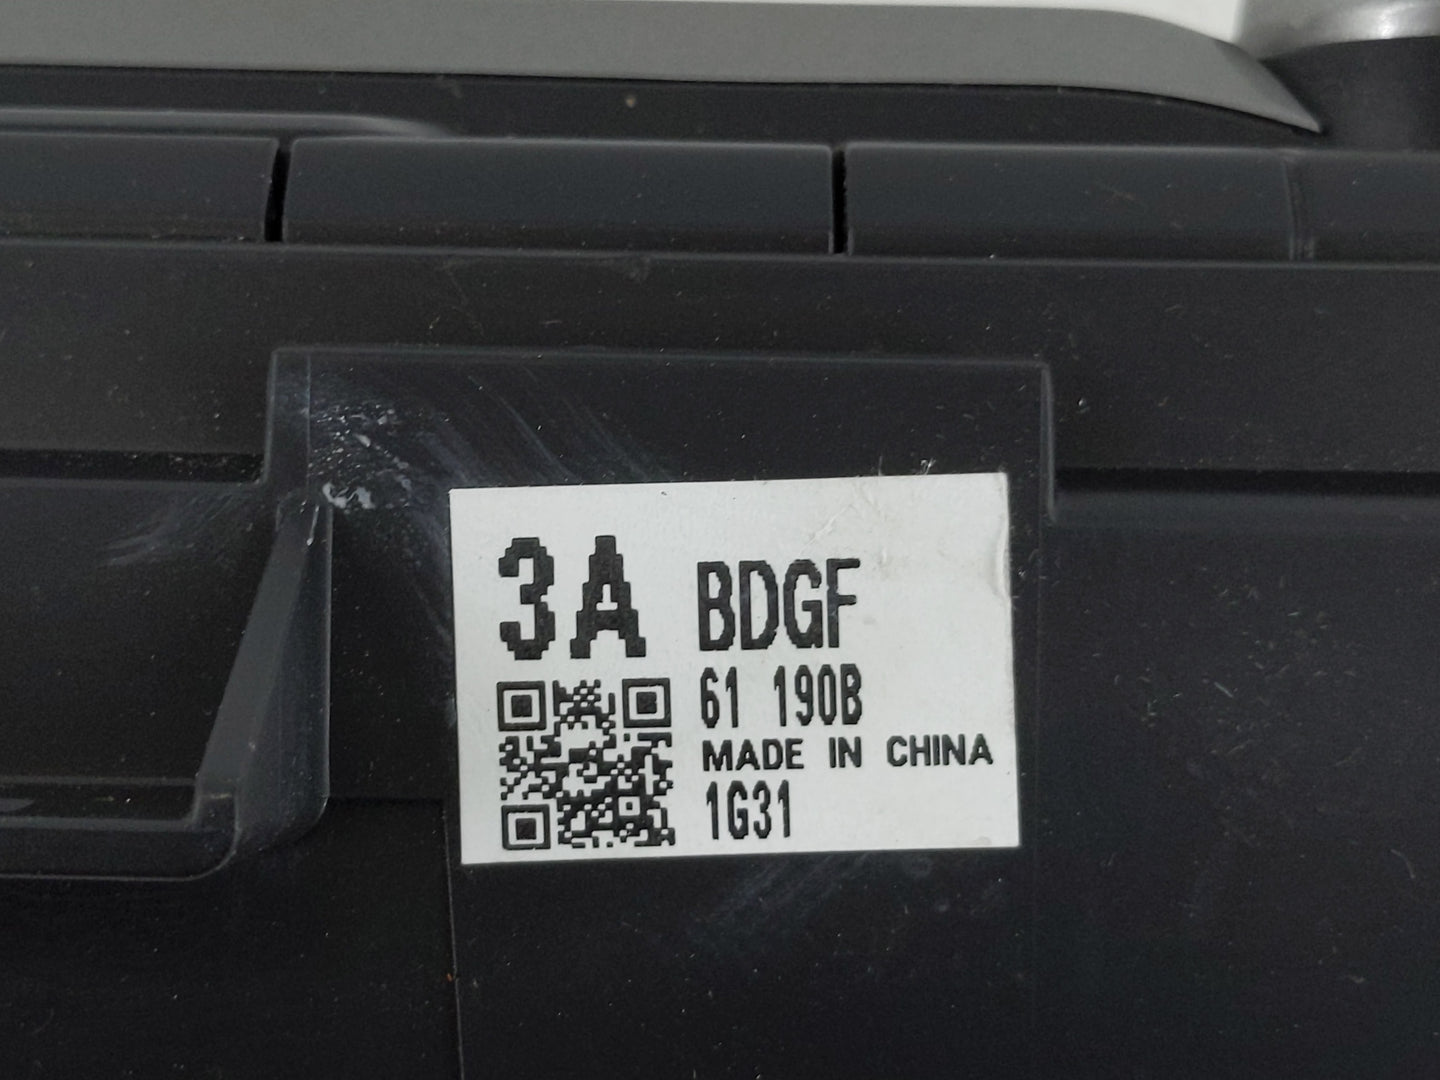 3A BDGF
61 190B
MADE IN CHINA
1G31